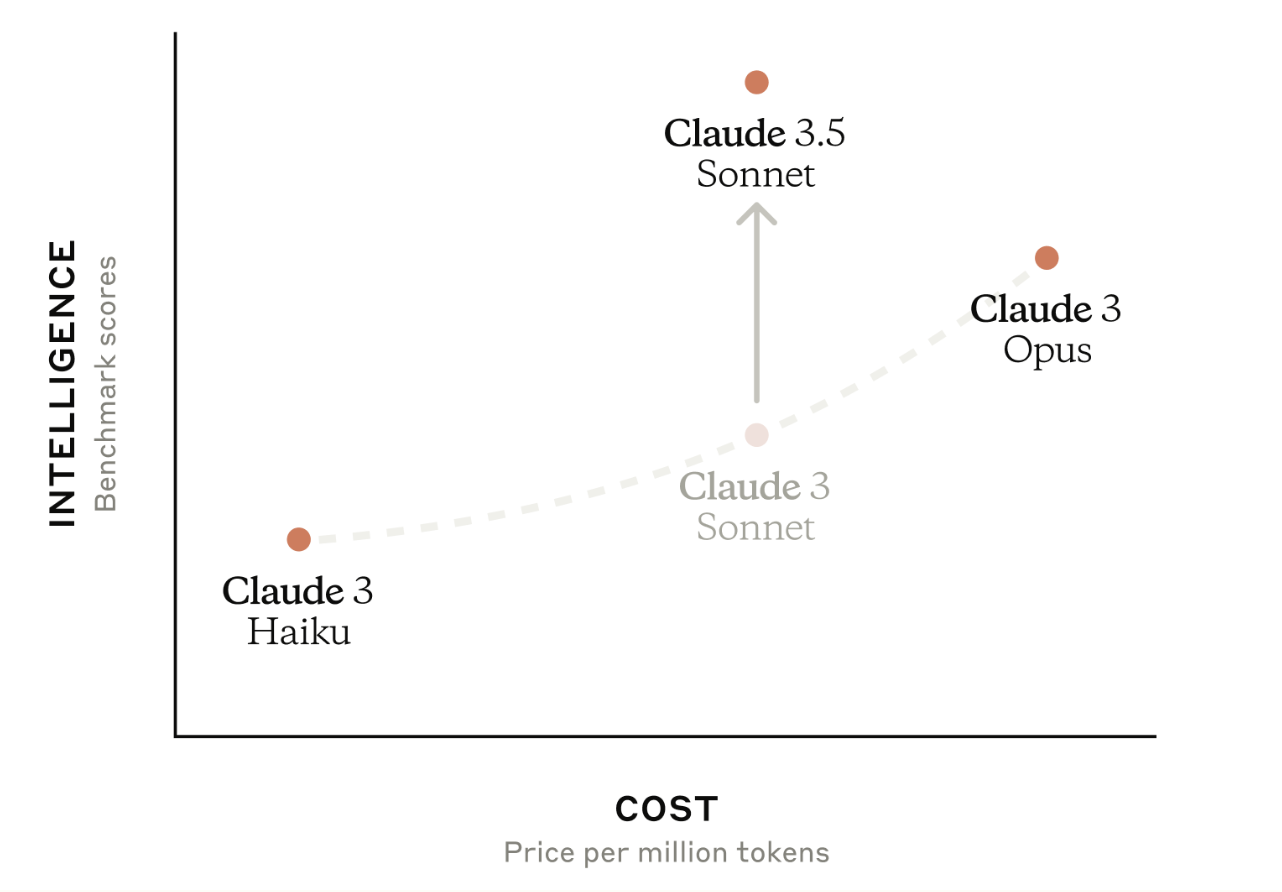 INTELLIGENCE
Benchmark scores
Claude 3.5
Sonnet
Claude 3
Opus
Claude 3
Sonnet
Claude 3
Haiku
COST
Price per million tokens